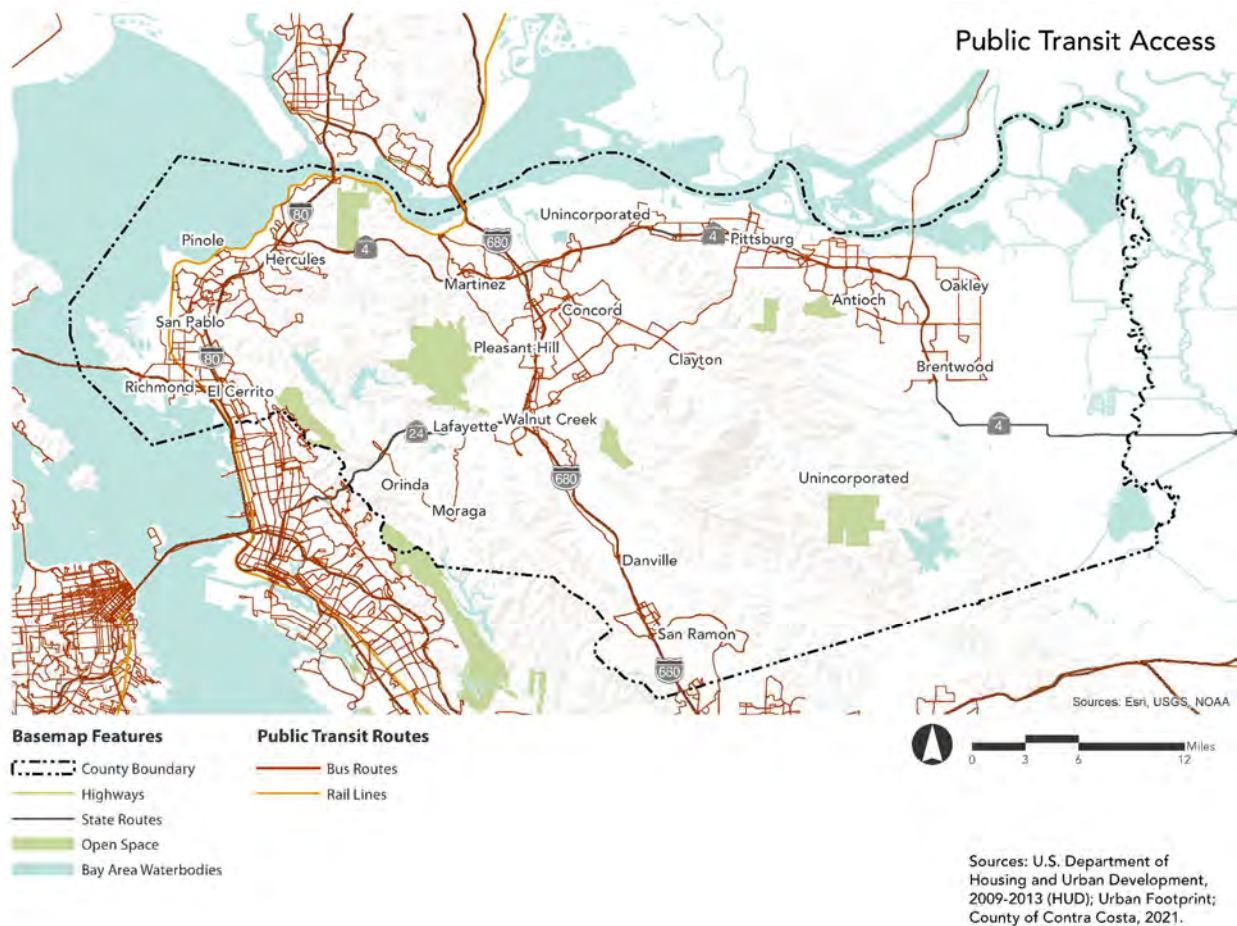 Public Transit Access
Unincorporated
80
Pinole
680
4
Pittsburg
Hercules
4
Martinez
Antioch
Oakley
San Pablo
Concord
80
Pleasant Hill
Clayton
Richmond
El Cerrito
Brentwood
Lafayette
24
Walnut Creek
4
Orinda
680
Unincorporated
Moraga
Danville
San Ramon
680
Sources: Esri, USGS, NOAA
Basemap Features
County Boundary
Highways
State Routes
Open Space
Bay Area Waterbodies
Public Transit Routes
Bus Routes
Rail Lines
Miles
0 3 6 12
Sources: U.S. Department of
Housing and Urban Development,
2009-2013 (HUD); Urban Footprint;
County of Contra Costa, 2021.